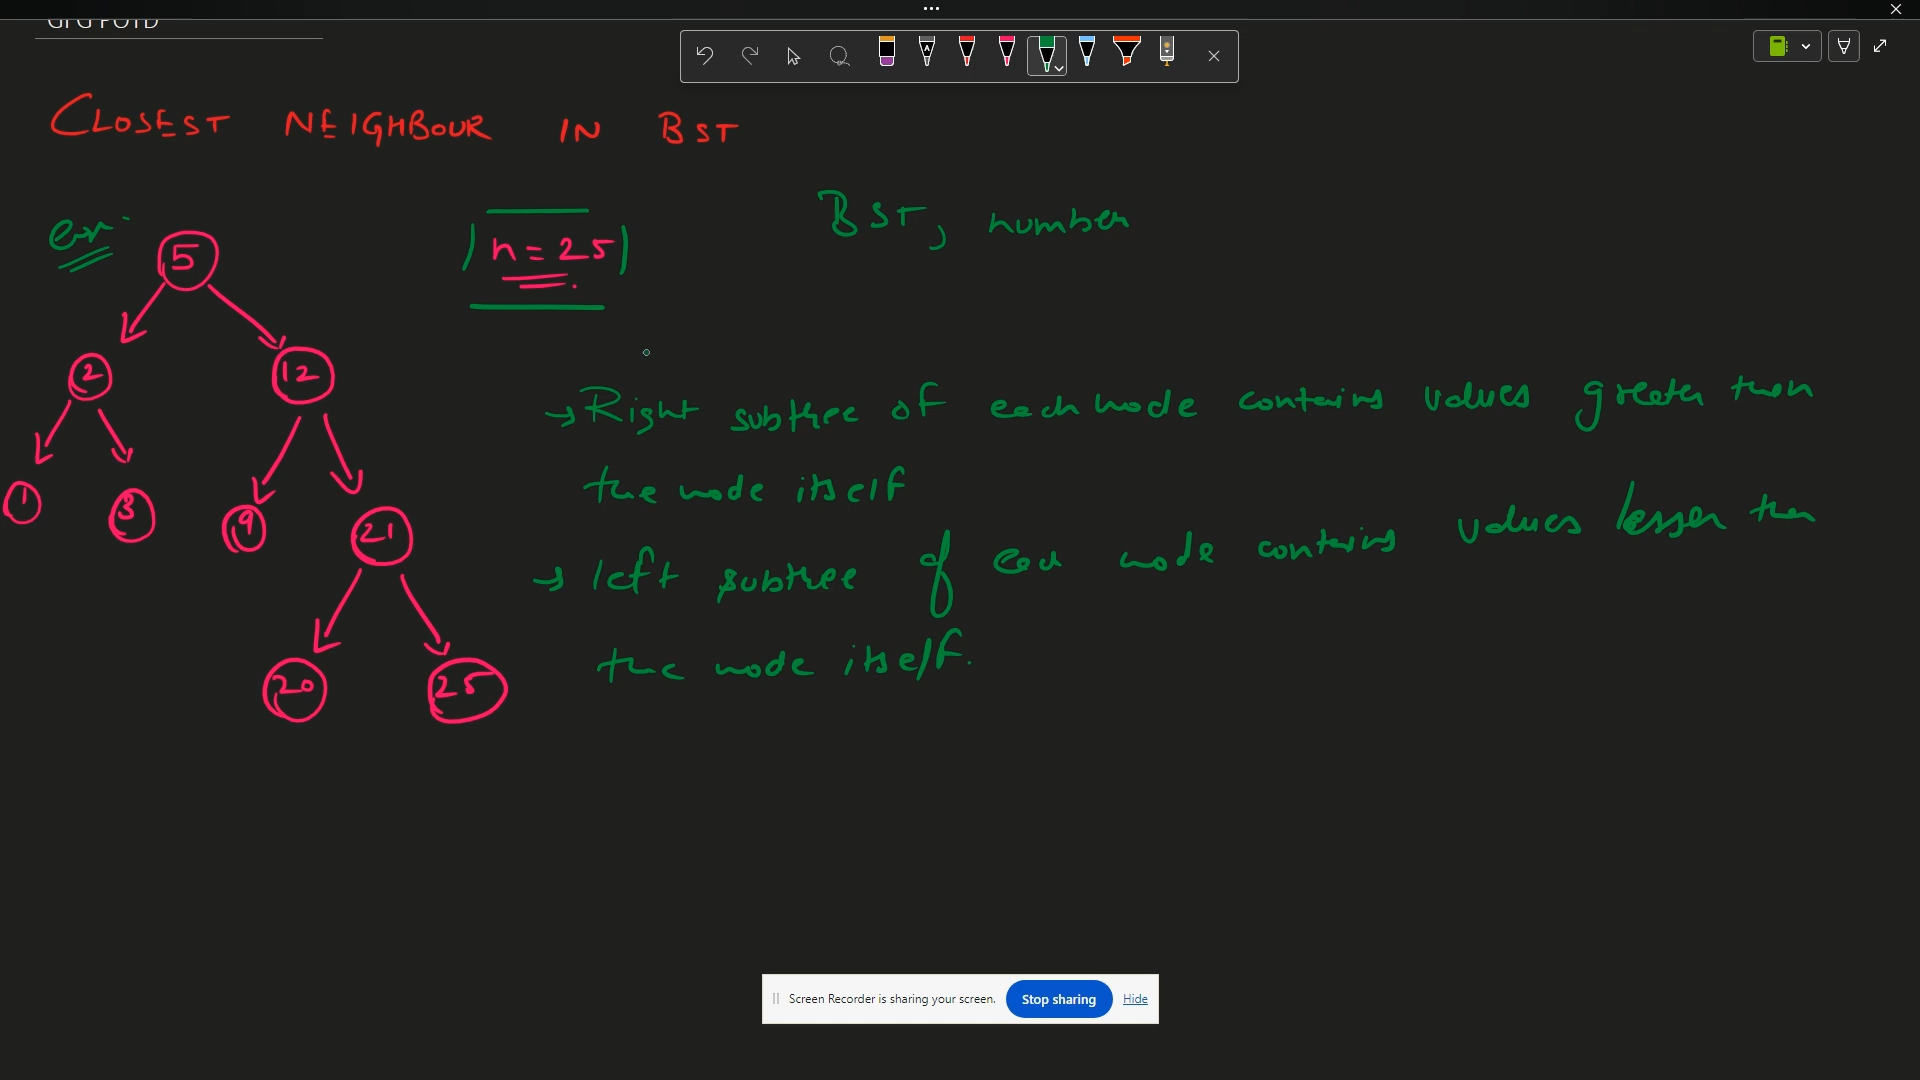 GFG POTD
CLOSEST NEIGHBOUR IN BST
ex:
n = 25
BST, number
5
2
12
1
3
9
21
20
25
→ Right subtree of each node contains values greater than
the node itself
→ left subtree of each node contains values lesser than
the node itself.
Screen Recorder is sharing your screen.
Stop sharing
Hide